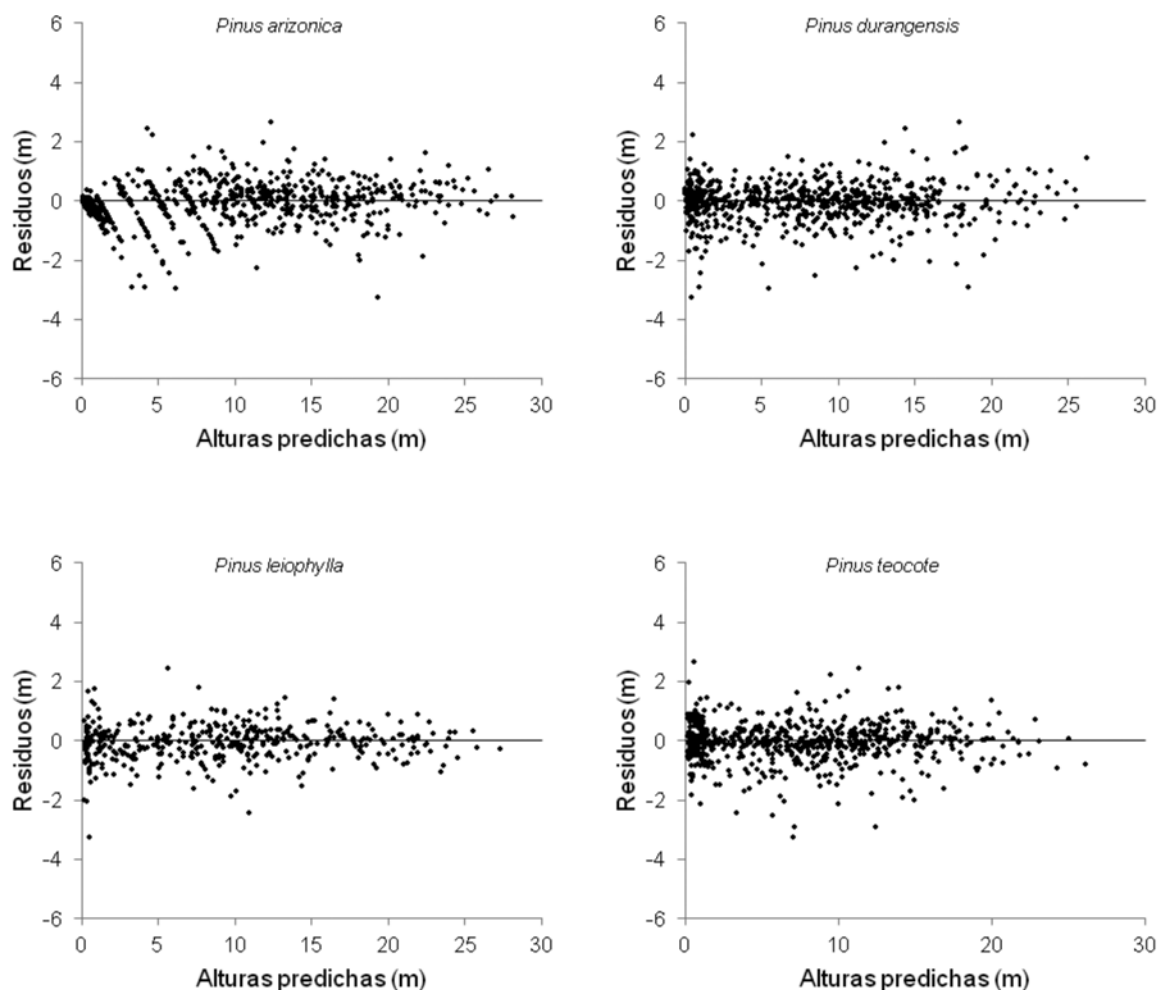 Pinus arizonica
6
4
2
0
-2
-4
-6
Residuos (m)
0 5 10 15 20 25 30
Alturas predichas (m)
Pinus durangensis
6
4
2
0
-2
-4
-6
Residuos (m)
0 5 10 15 20 25 30
Alturas predichas (m)
Pinus leiophylla
6
4
2
0
-2
-4
-6
Residuos (m)
0 5 10 15 20 25 30
Alturas predichas (m)
Pinus teocote
6
4
2
0
-2
-4
-6
Residuos (m)
0 10 20 30
Alturas predichas (m)